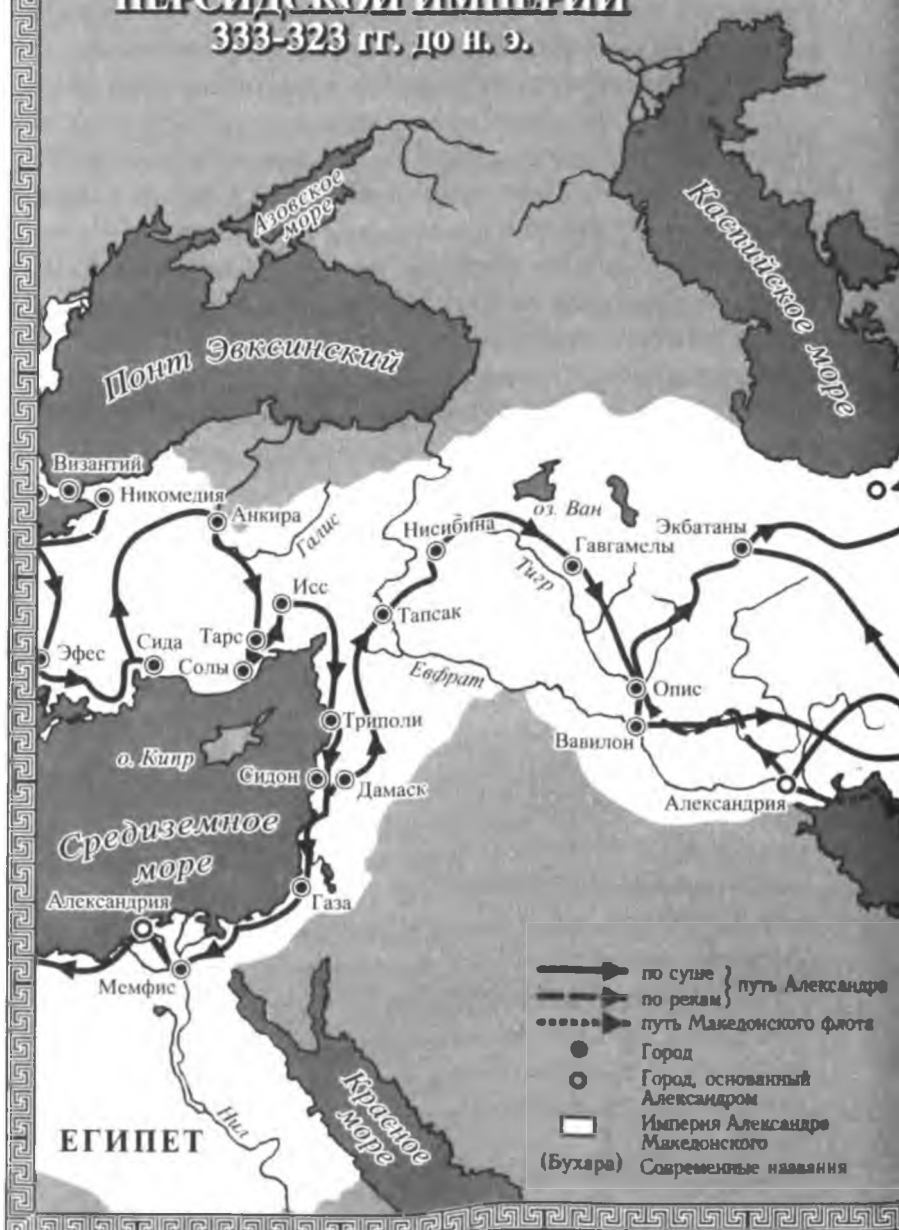 ПЕРСИДСКОЙ ИМПЕРИИ
333-323 гг. до н. э.
Азовское
море
Каспийское море
Понт Эвксинский
Византий
Никомедия
Анкира
Галис
оз. Ван
Нисибина
Экбатаны
Гавгамелы
Тигр
Исс
Тапсак
Эфес
Сида
Тарс
Солы
Евфрат
Опис
Триполи
Вавилон
о. Кипр
Сидон
Дамаск
Александрия
Средиземное
море
Александрия
Газа
Мемфис
по суше
путь Александра
по рекам
путь Македонского флота
Город
Город, основанный
Александром
Империя Александра
Македонского
(Бухара) Современные названия
Красное
море
Нил
ЕГИПЕТ